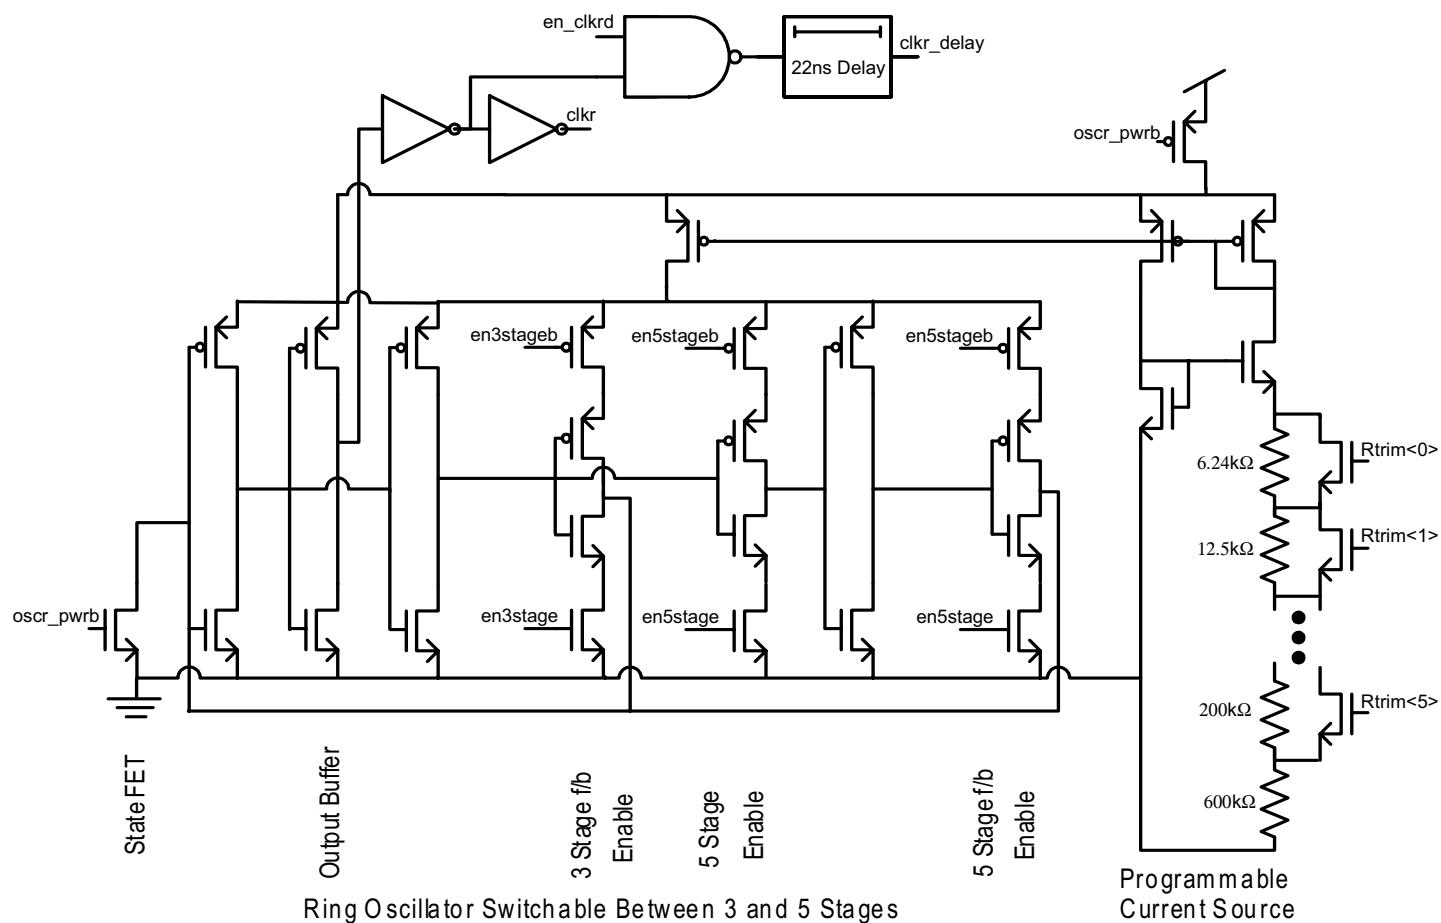 en_clkrd
22ns Delay
clkr_delay
clkr
oscr_pwrb
en3stageb
en5stageb
en5stageb
Rtrim<0>
6.24kΩ
Rtrim<1>
12.5kΩ
oscr_pwrb
en3stage
en5stage
en5stage
Rtrim<5>
200kΩ
600kΩ
State FET
Output Buffer
3 Stage f/b
Enable
5 Stage
Enable
5 Stage f/b
Enable
Programmable
Current Source
Ring Oscillator Switchable Between 3 and 5 Stages